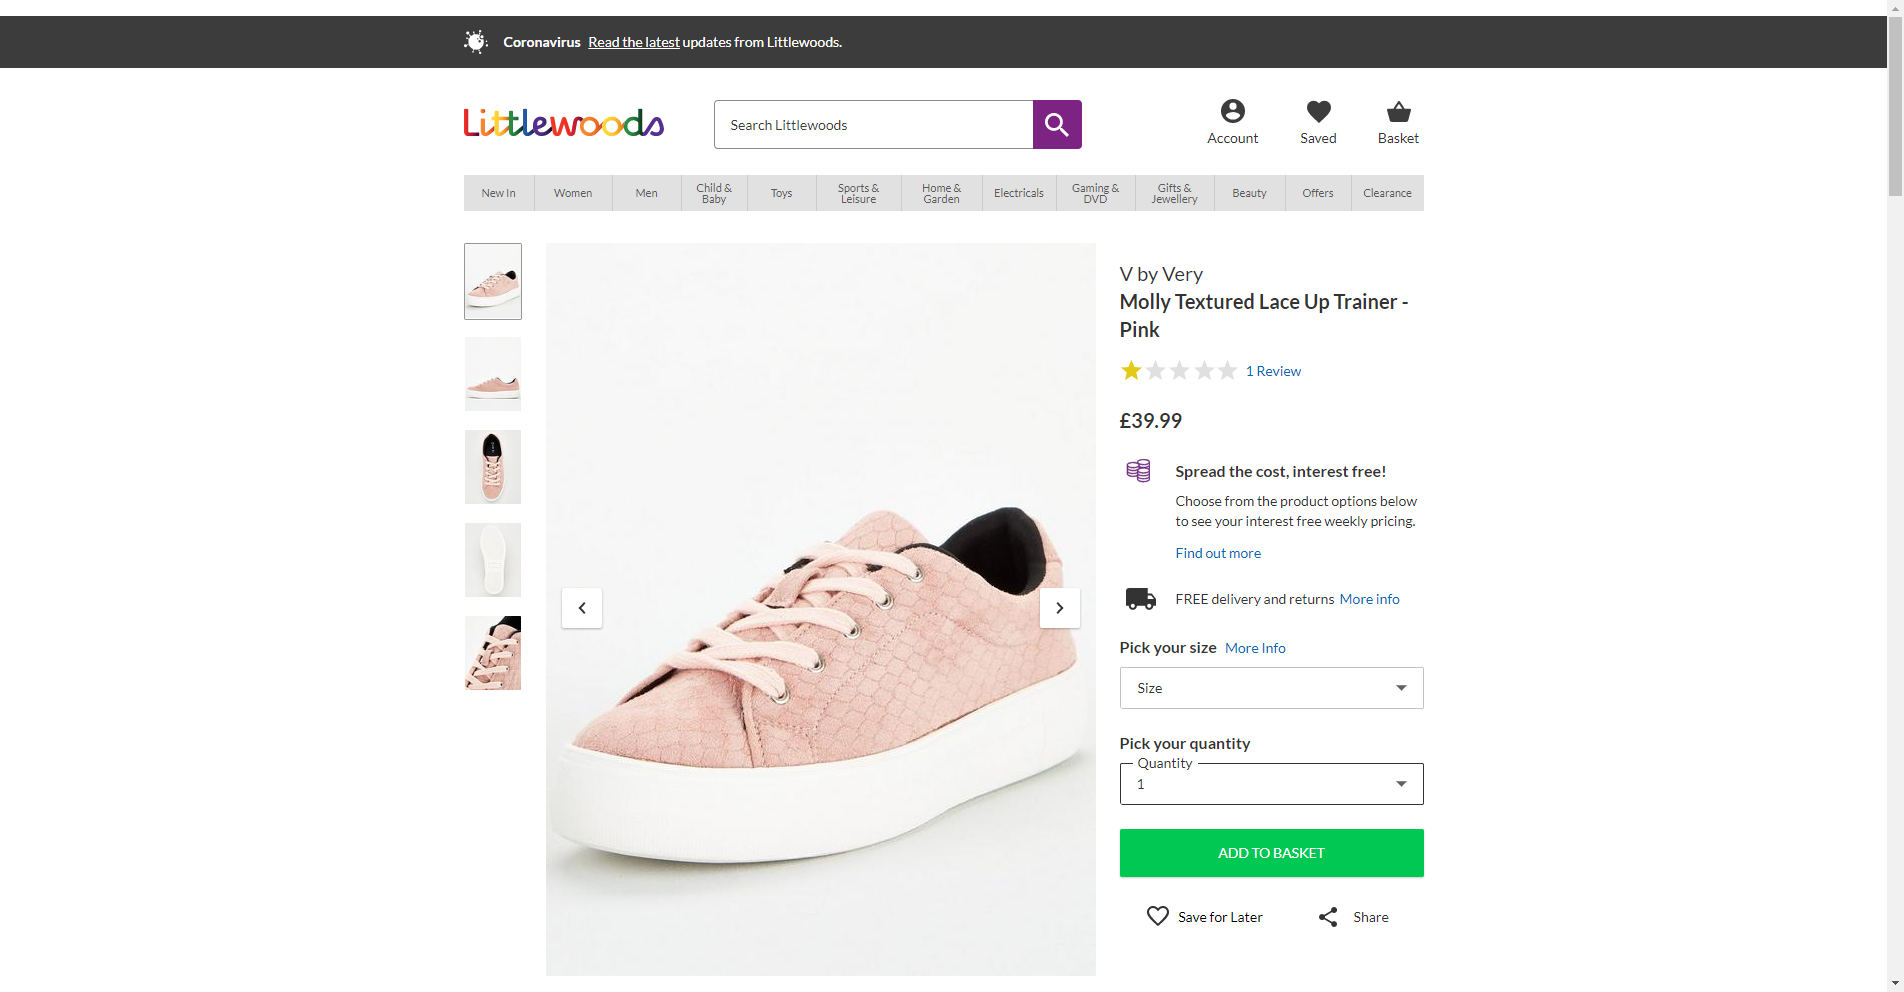 Coronavirus Read the latest updates from Littlewoods.
Littlewoods
Search Littlewoods
Account
Saved
Basket
New In
Women
Men
Child &
Baby
Toys
Sports &
Leisure
Home &
Garden
Electricals
Gaming &
DVD
Gifts &
Jewellery
Beauty
Offers
Clearance
V by Very
Molly Textured Lace Up Trainer -
Pink
1 Review
£39.99
Spread the cost, interest free!
Choose from the product options below
to see your interest free weekly pricing.
Find out more
FREE delivery and returns More info
Pick your size More Info
Size
Pick your quantity
Quantity
1
ADD TO BASKET
Save for Later
Share